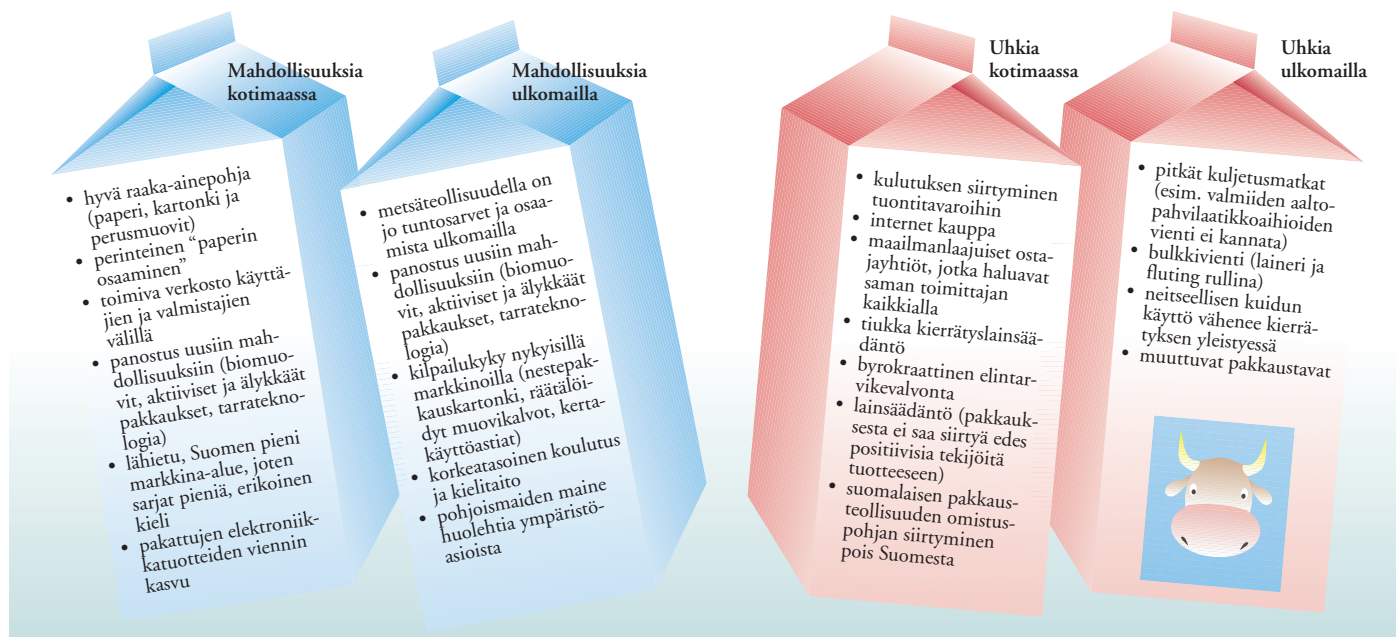 Mahdollisuuksia
kotimaassa
• hyvä raaka-ainepohja
(paperi, kartonki ja
perusmuovit)
• perinteinen “paperin
osaaminen”
• toimiva verkosto käyttä-
jien ja valmistajien
välillä
• panostus uusiin mah-
dollisuuksiin (biomuo-
vit, aktiiviset ja älykkäät
pakkaukset, tarratekno-
logia)
• lähietu, Suomen pieni
markkina-alue, joten
sarjat pieniä, erikoinen
kieli
• pakattujen elektroniik-
katuotteiden viennin
kasvu
Mahdollisuuksia
ulkomailla
• metsäteollisuudella on
jo tuntosarvet ja osaa-
mista ulkomailla
• panostus uusiin mah-
dollisuuksiin (biomuo-
vit, aktiiviset ja älykkäät
pakkaukset, tarratekno-
logia)
• kilpailukyky nykyisillä
markkinoilla (nestepak-
kauskartonki, räätälöi-
dyt muovikalvot, kerta-
käyttöastiat)
• korkeatasoinen koulutus
ja kielitaito
• pohjoismaiden maine
huolehtia ympäristö-
asioista
Uhkia
kotimaassa
• kulutuksen siirtyminen
tuontitavaroihin
• internet kauppa
• maailmanlaajuiset osta-
jayhtiöt, jotka haluavat
saman toimittajan
kaikkialla
• tiukka kierrätyslainsää-
däntö
• byrokraattinen elintar-
vikevalvonta
• lainsäädäntö (pakkauk-
sesta ei saa siirtyä edes
positiivisia tekijöitä
tuotteeseen)
• suomalaisen pakkaus-
teollisuuden omistus-
pohjan siirtyminen
pois Suomesta
Uhkia
ulkomailla
• pitkät kuljetusmatkat
(esim. valmiiden aalto-
pahvilaatikkoaihioiden
vienti ei kannata)
• bulkkivienti (laineri ja
fluting rullina)
• neitseellisen kuidun
käyttö vähenee kierrä-
tyksen yleistyessä
• muuttuvat pakkaustavat